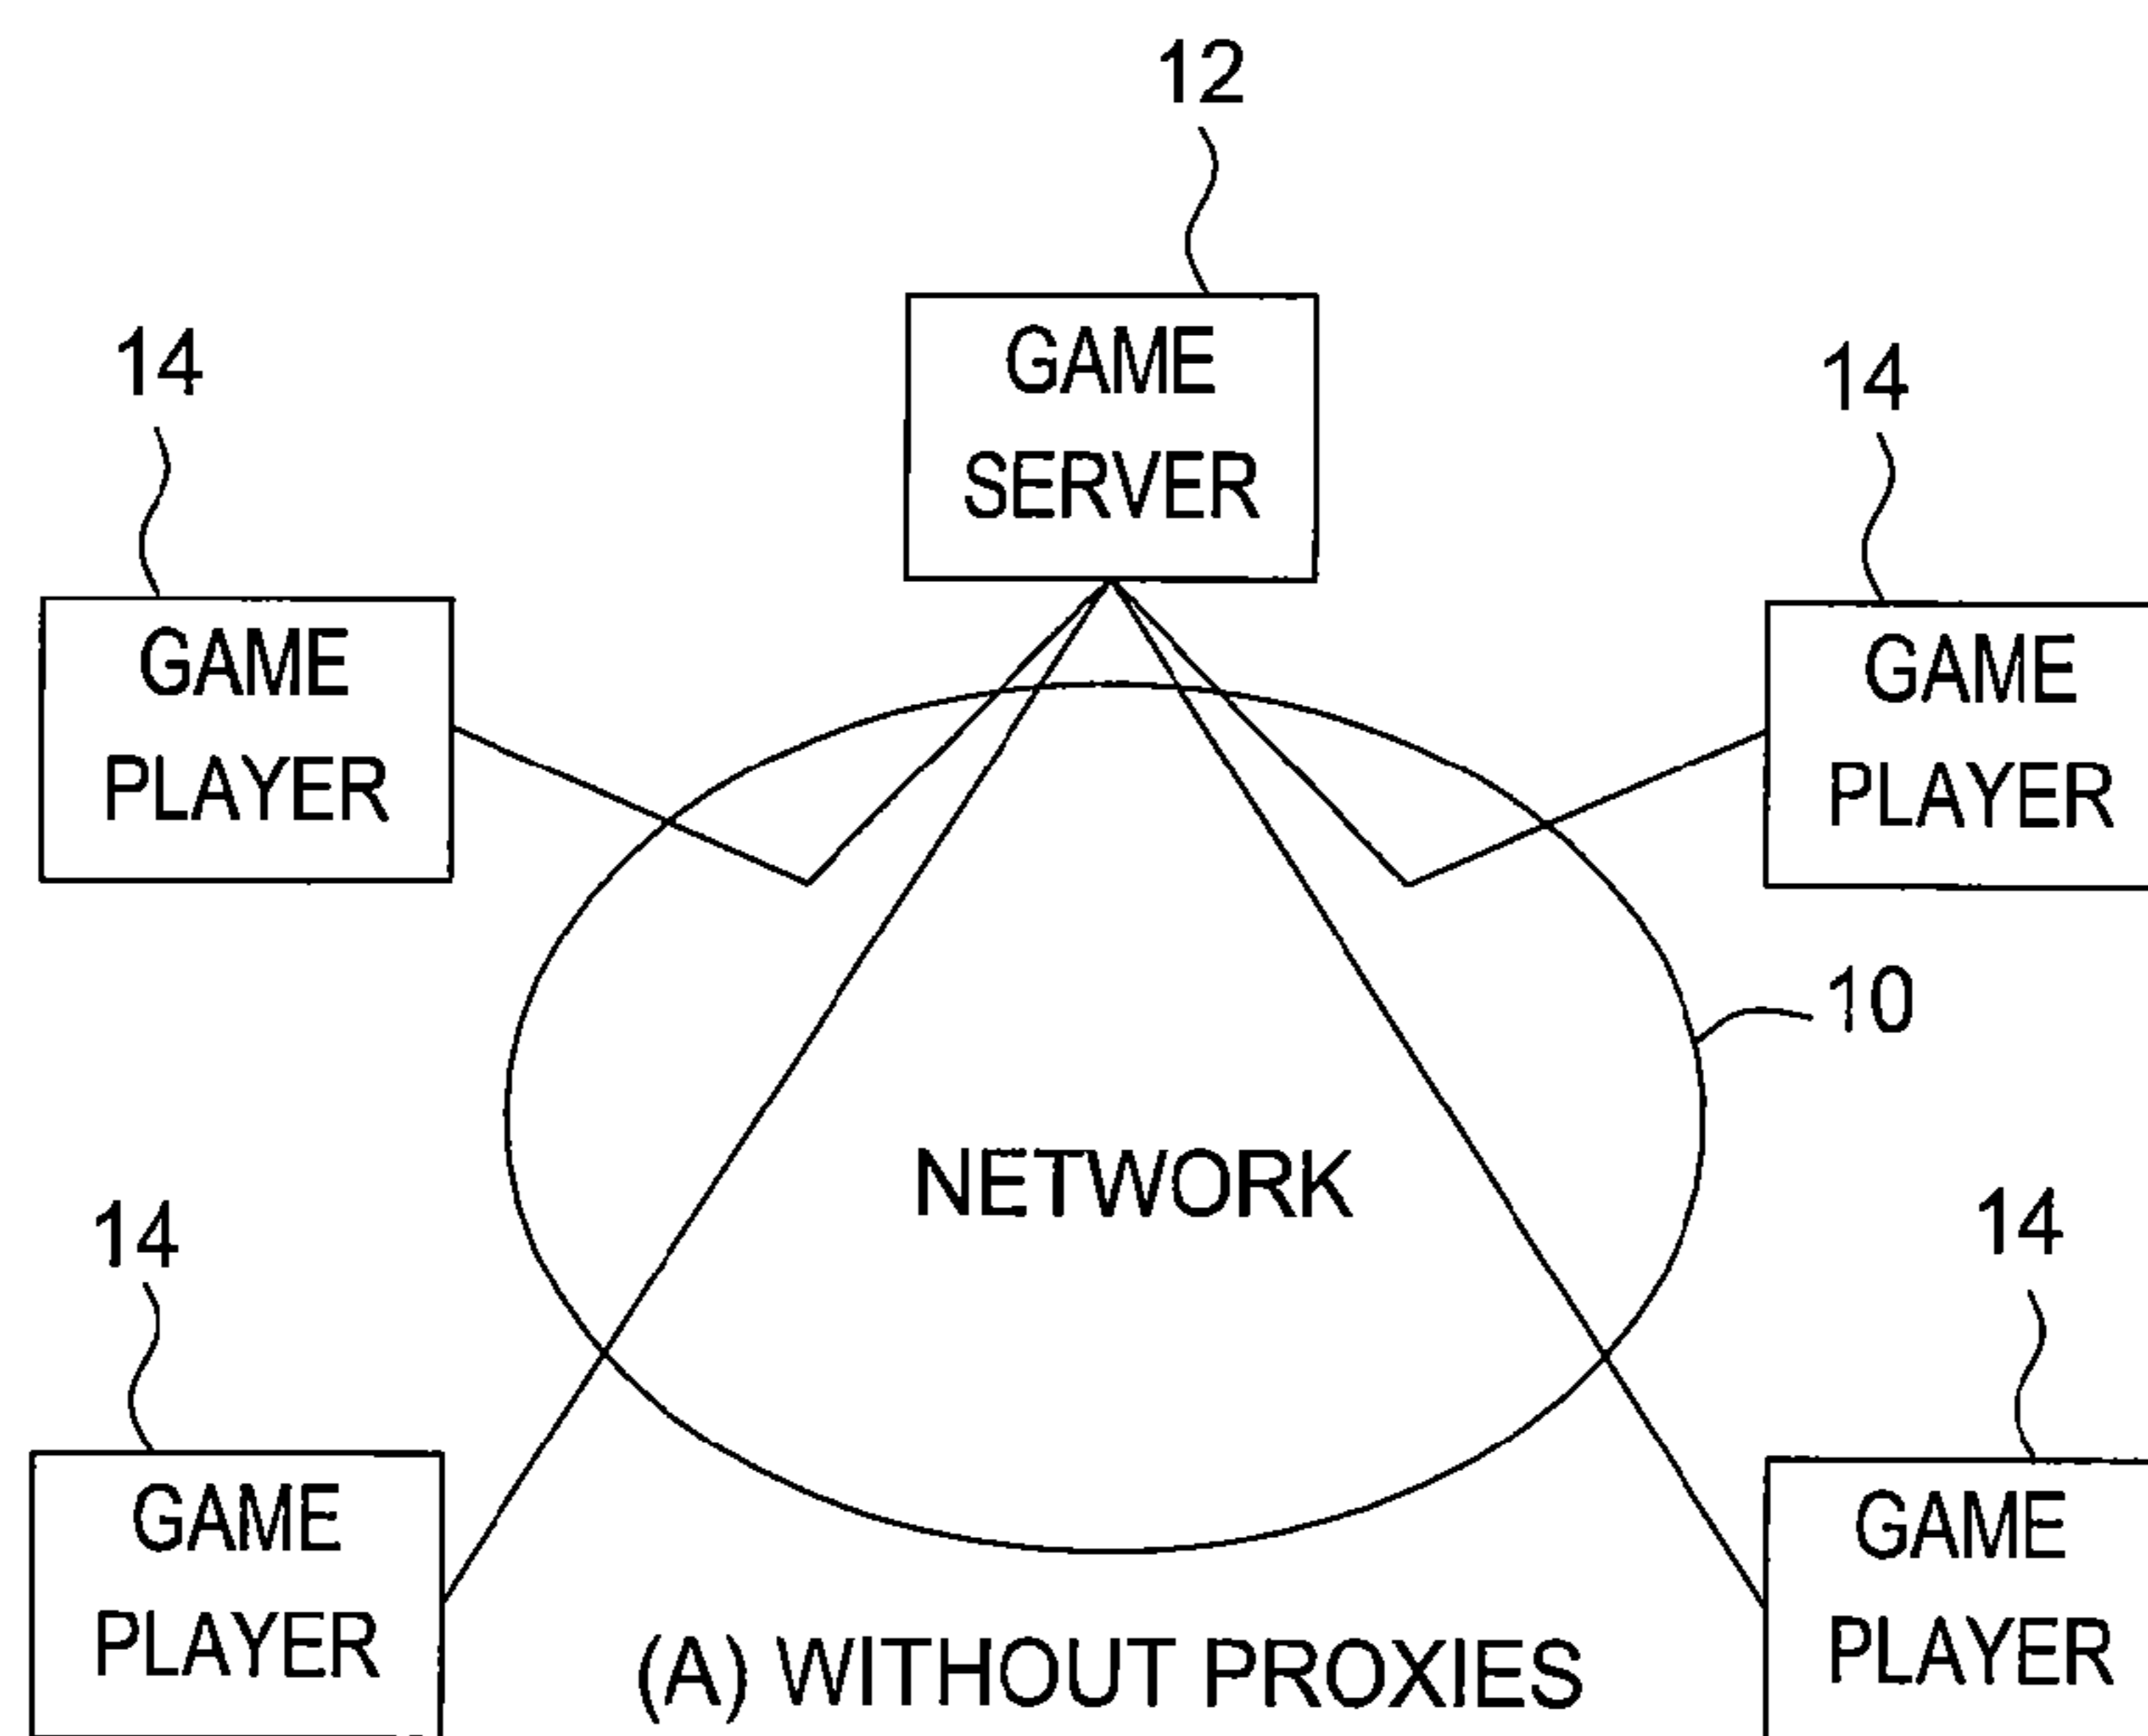 12
GAME
SERVER
14
GAME
PLAYER
14
GAME
PLAYER
10
NETWORK
14
GAME
PLAYER
14
GAME
PLAYER
(A) WITHOUT PROXIES